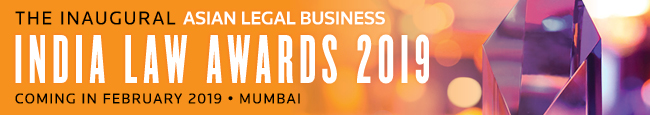 THE INAUGURAL ASIAN LEGAL BUSINESS
INDIA LAW AWARDS 2019
COMING IN FEBRUARY 2019 • MUMBAI